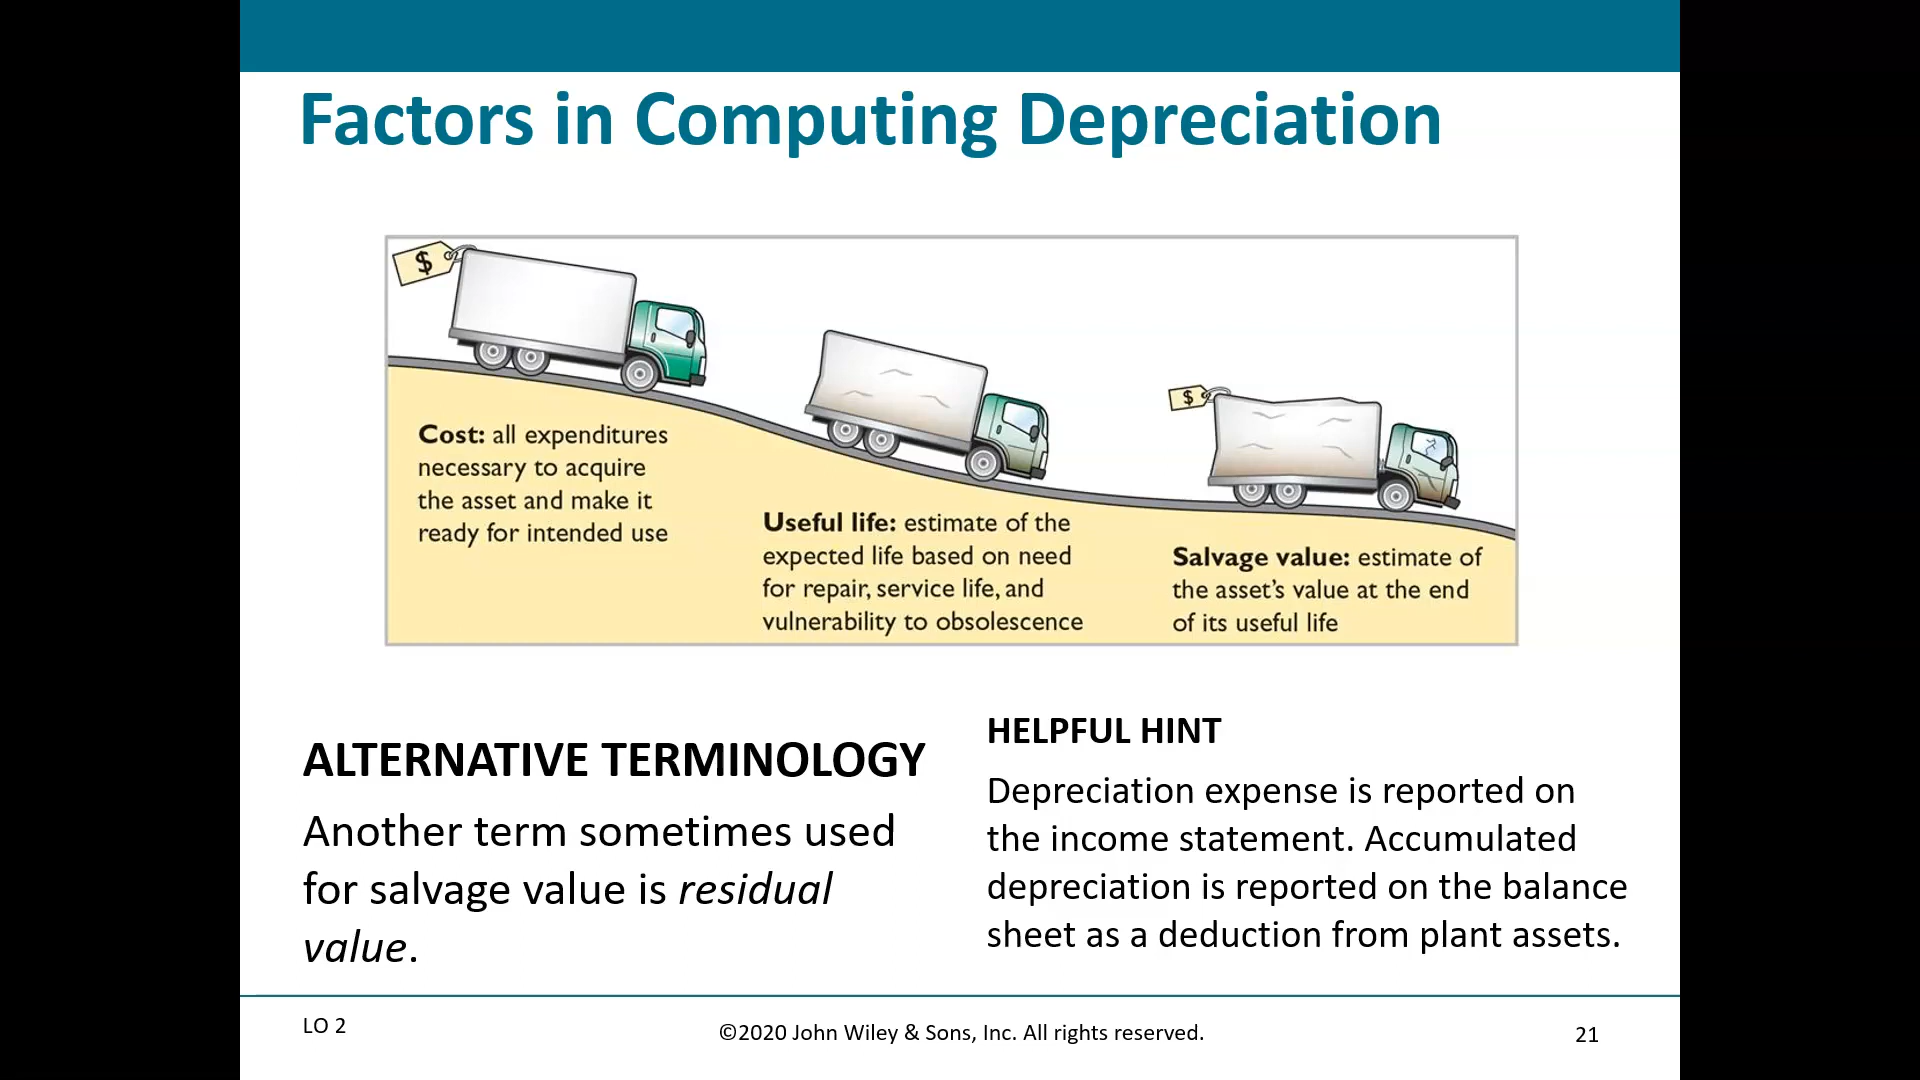 Factors in Computing Depreciation
$
$
Cost: all expenditures
necessary to acquire
the asset and make it
ready for intended use
Useful life: estimate of the
expected life based on need
for repair, service life, and
vulnerability to obsolescence
Salvage value: estimate of
the asset’s value at the end
of its useful life
ALTERNATIVE TERMINOLOGY
Another term sometimes used
for salvage value is residual
value.
HELPFUL HINT
Depreciation expense is reported on
the income statement. Accumulated
depreciation is reported on the balance
sheet as a deduction from plant assets.
LO 2
©2020 John Wiley & Sons, Inc. All rights reserved.
21